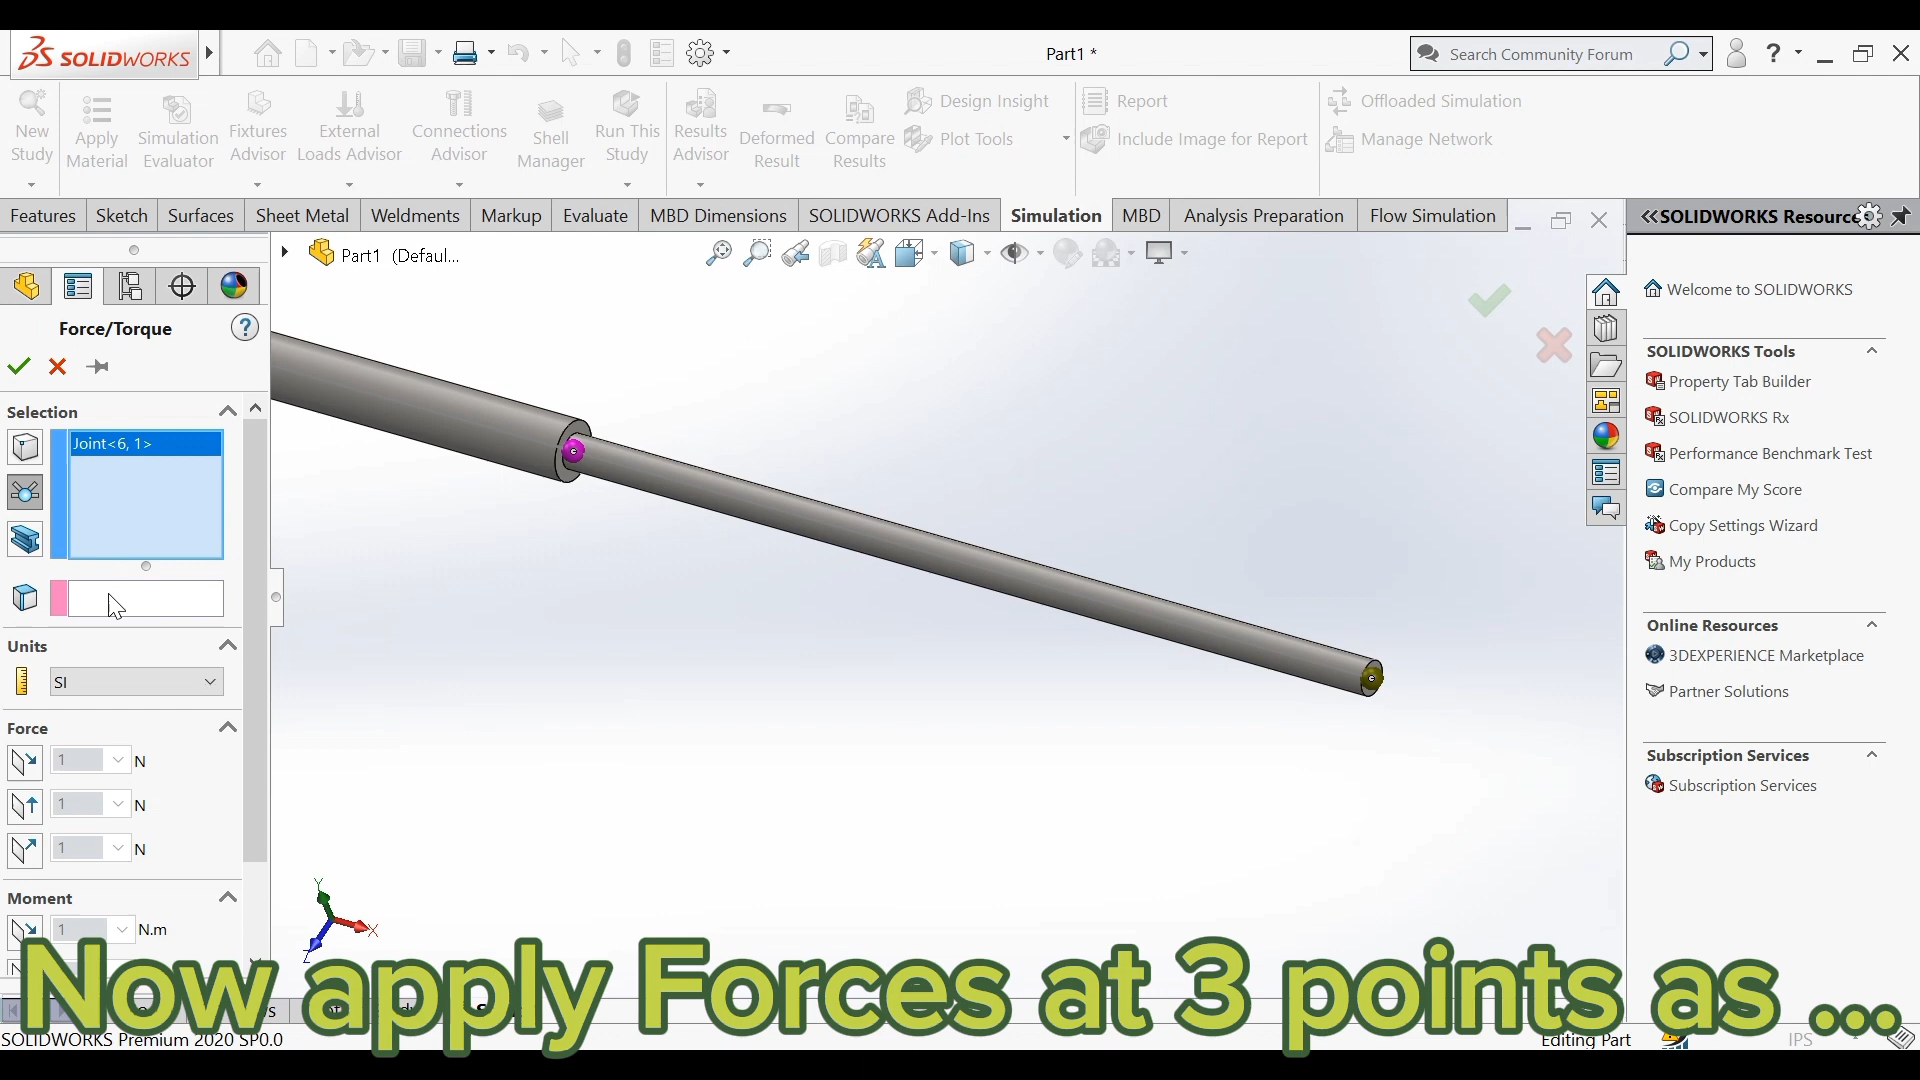 SOLIDWORKS
Part1 *
Search Community Forum
?
New Study
Apply Material
Simulation Evaluator
Fixtures Advisor
External Loads Advisor
Connections Advisor
Shell Manager
Run This Study
Results Advisor
Deformed Result
Compare Results
Design Insight
Plot Tools
Report
Include Image for Report
Offloaded Simulation
Manage Network
Features
Sketch
Surfaces
Sheet Metal
Weldments
Markup
Evaluate
MBD Dimensions
SOLIDWORKS Add-Ins
Simulation
MBD
Analysis Preparation
Flow Simulation
SOLIDWORKS Resource
Part1 (Defaul...
Force/Torque
?
Selection
Joint<6, 1>
Units
SI
Force
1 N
1 N
1 N
Moment
1 N.m
Y
X
Z
Welcome to SOLIDWORKS
SOLIDWORKS Tools
Property Tab Builder
SOLIDWORKS Rx
Performance Benchmark Test
Compare My Score
Copy Settings Wizard
My Products
Online Resources
3DEXPERIENCE Marketplace
Partner Solutions
Subscription Services
Subscription Services
Now apply Forces at 3 points as ...
SOLIDWORKS Premium 2020 SP0.0
Editing Part
IPS